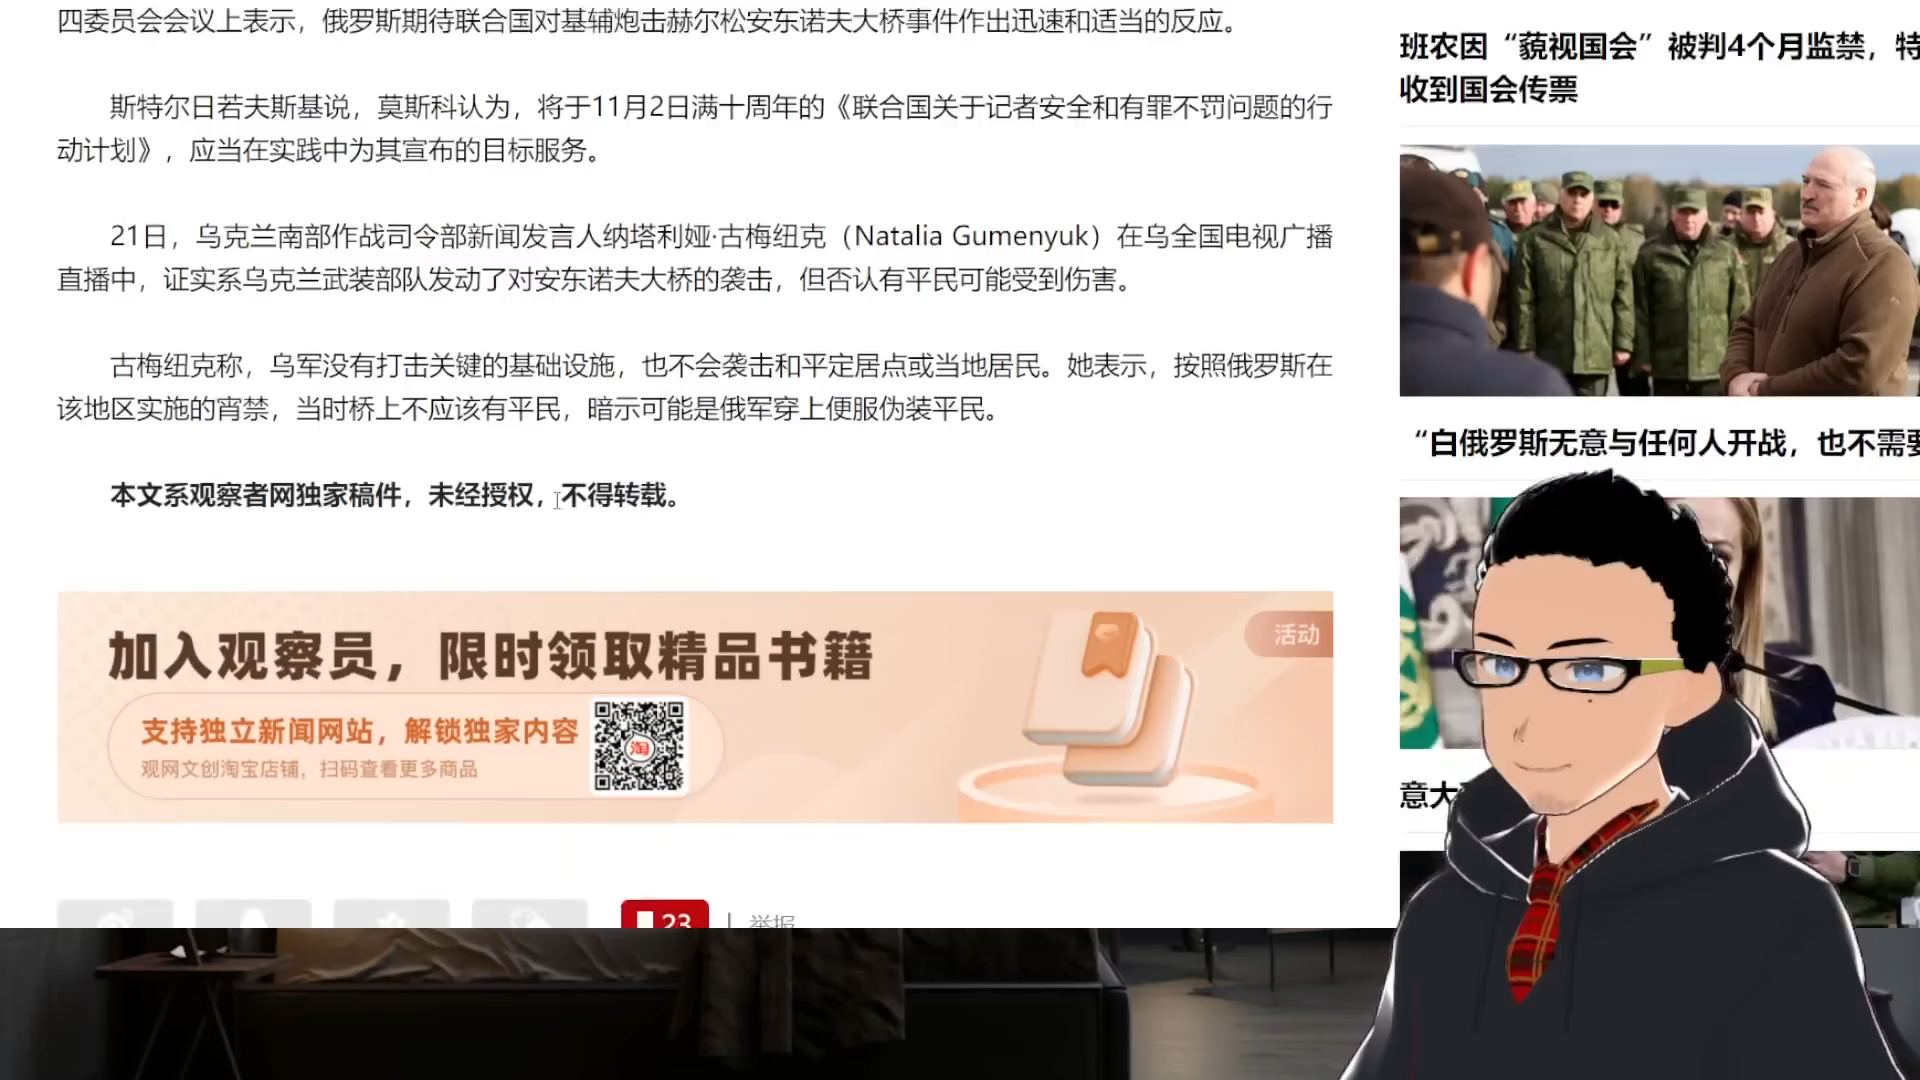 四委员会会议上表示，俄罗斯期待联合国对基辅炮击赫尔松安东诺夫大桥事件作出迅速和适当的反应。
斯特尔日若夫斯基说，莫斯科认为，将于11月2日满十周年的《联合国关于记者安全和有罪不罚问题的行
动计划》，应当在实践中为其宣布的目标服务。
21日，乌克兰南部作战司令部新闻发言人纳塔利娅·古梅纽克（Natalia Gumenyuk）在乌全国电视广播
直播中，证实系乌克兰武装部队发动了对安东诺夫大桥的袭击，但否认有平民可能受到伤害。
古梅纽克称，乌军没有打击关键的基础设施，也不会袭击和平定居点或当地居民。她表示，按照俄罗斯在
该地区实施的宵禁，当时桥上不应该有平民，暗示可能是俄军穿上便服伪装平民。
本文系观察者网独家稿件，未经授权，不得转载。
加入观察员，限时领取精品书籍
活动
支持独立新闻网站，解锁独家内容
观网文创淘宝店铺，扫码查看更多商品
淘
23
举报
班农因“藐视国会”被判4个月监禁，特
收到国会传票
“白俄罗斯无意与任何人开战，也不需要
意大